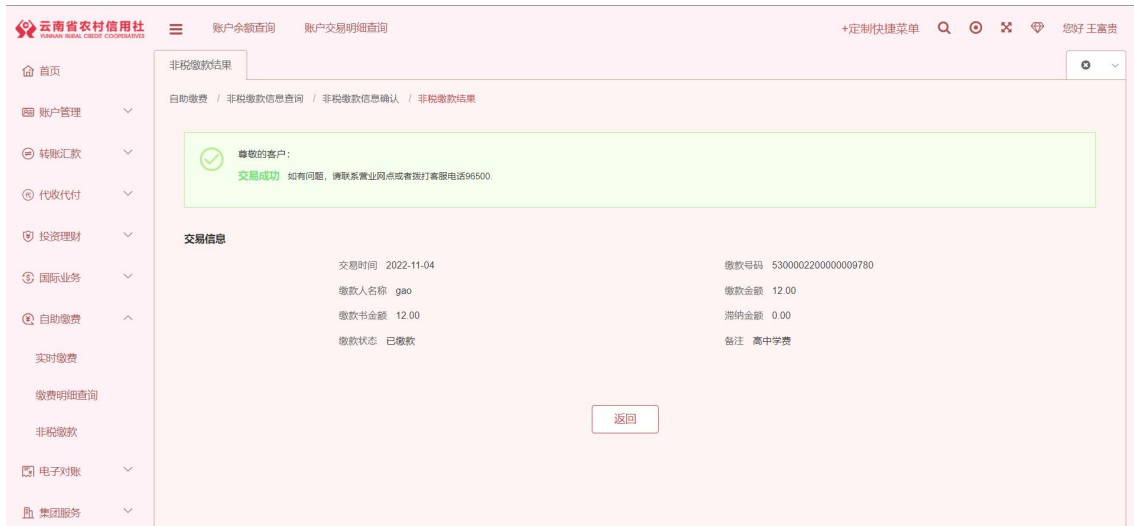 云南省农村信用社
YUNNAN RURAL CREDIT COOPERATIVES
账户余额查询 账户交易明细查询 +定制快捷菜单 您好 王富贵
首页
账户管理
转账汇款
代收代付
投资理财
国际业务
自助缴费
实时缴费
缴费明细查询
非税缴款
电子对账
集团服务
非税缴款结果
自助缴费 / 非税缴款信息查询 / 非税缴款信息确认 / 非税缴款结果
尊敬的客户：
交易成功 如有问题，请联系营业网点或者拨打客服电话96500.
交易信息
交易时间 2022-11-04 缴款号码 5300002200000009780
缴款人名称 gao 缴款金额 12.00
缴款书金额 12.00 滞纳金额 0.00
缴款状态 已缴款 备注 高中学费
返回